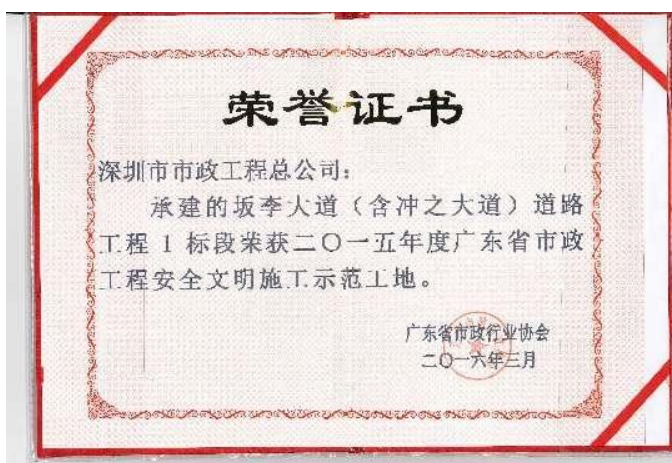 荣誉证书
深圳市市政工程总公司：
承建的坂李大道（含冲之大道）道路
工程1标段荣获二〇一五年度广东省市政
工程安全文明施工示范工地。
广东省市政行业协会
二〇一六年三月